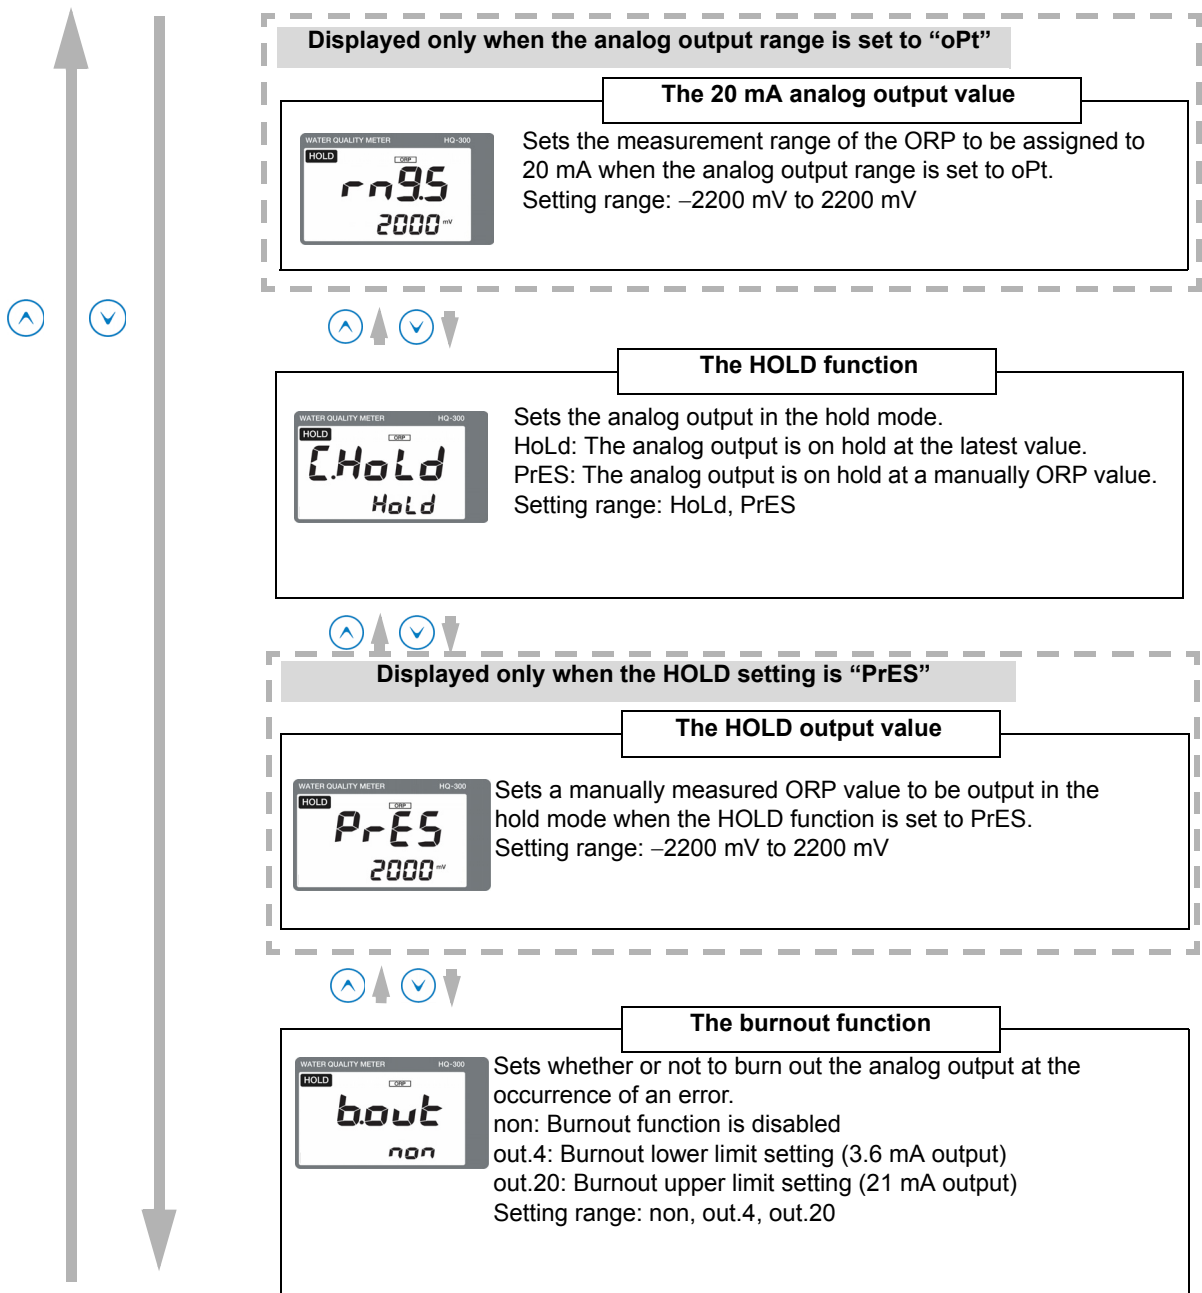 Displayed only when the analog output range is set to “oPt”
The 20 mA analog output value
WATER QUALITY METER HQ-300
HOLD
ORP
rn9.5
2000 mV
Sets the measurement range of the ORP to be assigned to
20 mA when the analog output range is set to oPt.
Setting range: −2200 mV to 2200 mV
The HOLD function
WATER QUALITY METER HQ-300
HOLD
ORP
C.HoLd
HoLd
Sets the analog output in the hold mode.
HoLd: The analog output is on hold at the latest value.
PrES: The analog output is on hold at a manually ORP value.
Setting range: HoLd, PrES
Displayed only when the HOLD setting is “PrES”
The HOLD output value
WATER QUALITY METER HQ-300
HOLD
ORP
PrES
2000 mV
Sets a manually measured ORP value to be output in the
hold mode when the HOLD function is set to PrES.
Setting range: −2200 mV to 2200 mV
The burnout function
WATER QUALITY METER HQ-300
HOLD
ORP
b.out
non
Sets whether or not to burn out the analog output at the
occurrence of an error.
non: Burnout function is disabled
out.4: Burnout lower limit setting (3.6 mA output)
out.20: Burnout upper limit setting (21 mA output)
Setting range: non, out.4, out.20